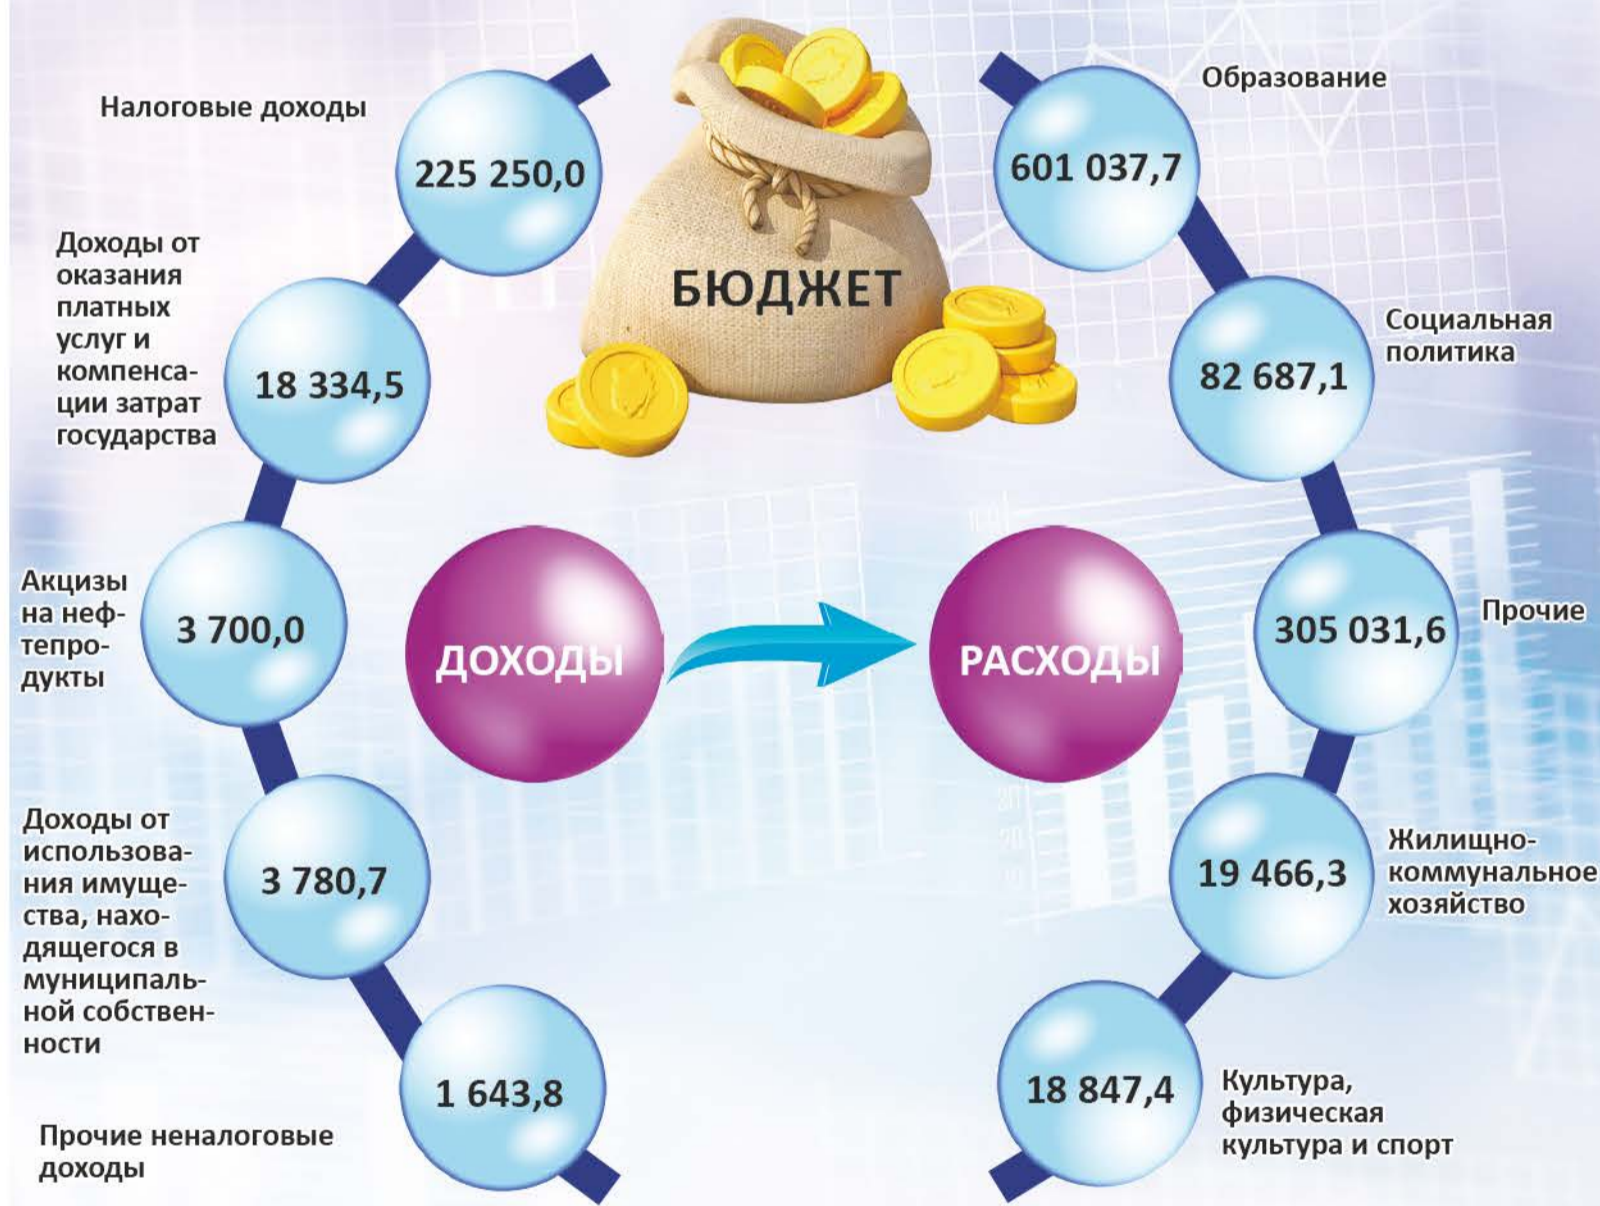 Налоговые доходы
225 250,0
Доходы от
оказания
платных
услуг и
компенса-
ции затрат
государства
18 334,5
Акцизы
на неф-
тепро-
дукты
3 700,0
Доходы от
использова-
ния имуще-
ства, нахо-
дящегося в
муниципаль-
ной собствен-
ности
3 780,7
Прочие неналоговые
доходы
1 643,8
БЮДЖЕТ
ДОХОДЫ
РАСХОДЫ
Образование
601 037,7
Социальная
политика
82 687,1
Прочие
305 031,6
Жилищно-
коммунальное
хозяйство
19 466,3
Культура,
физическая
культура и спорт
18 847,4